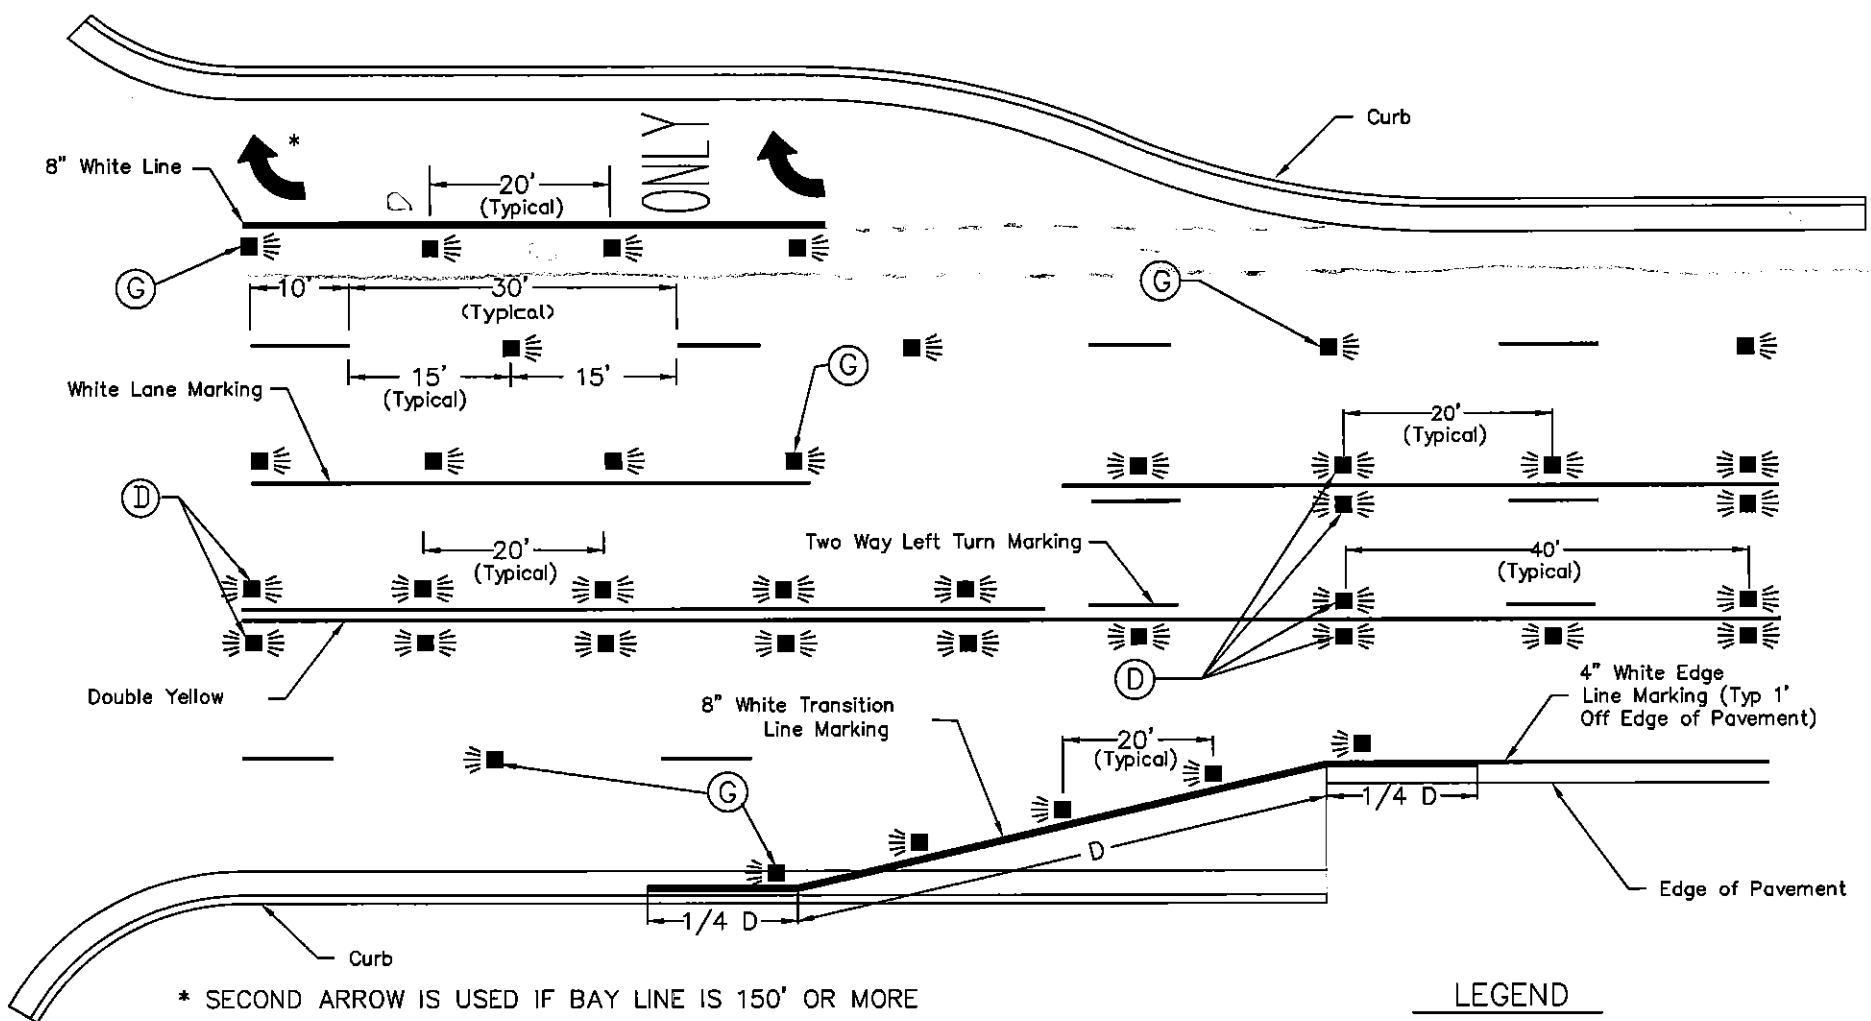 Curb
*
ONLY
8" White Line
20'
(Typical)
G
10'
30'
(Typical)
G
15'
(Typical)
15'
White Lane Marking
G
20'
(Typical)
D
20'
(Typical)
Two Way Left Turn Marking
40'
(Typical)
Double Yellow
8" White Transition
Line Marking
D
4" White Edge
Line Marking (Typ 1'
Off Edge of Pavement)
20'
(Typical)
G
1/4 D
D
Edge of Pavement
1/4 D
Curb
* SECOND ARROW IS USED IF BAY LINE IS 150' OR MORE
LEGEND